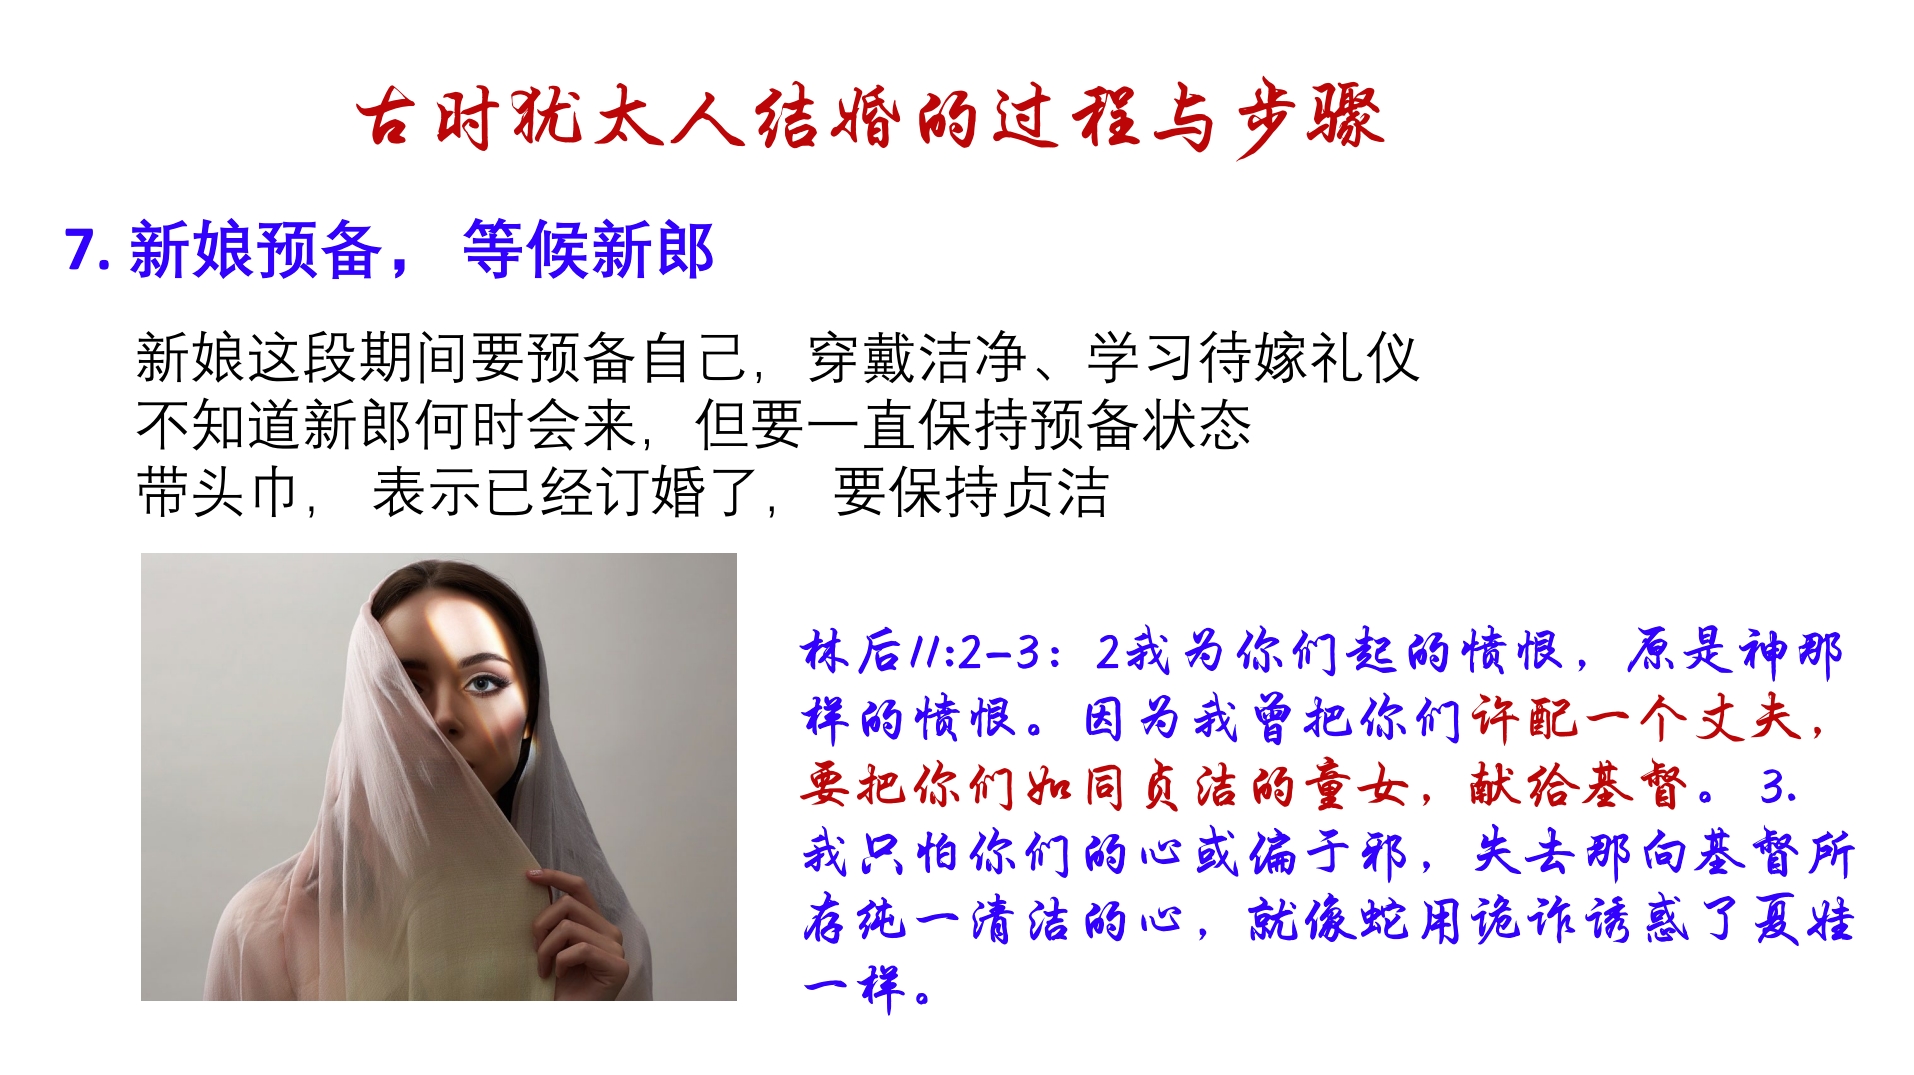 古时犹太人结婚的过程与步骤
7. 新娘预备， 等候新郎
新娘这段期间要预备自己，穿戴洁净、学习待嫁礼仪
不知道新郎何时会来，但要一直保持预备状态
带头巾， 表示已经订婚了， 要保持贞洁
林后11:2-3：2我为你们起的愤恨，原是神那
样的愤恨。因为我曾把你们许配一个丈夫，
要把你们如同贞洁的童女，献给基督。 3.
我只怕你们的心或偏于邪，失去那向基督所
存纯一清洁的心，就像蛇用诡诈诱惑了夏娃
一样。